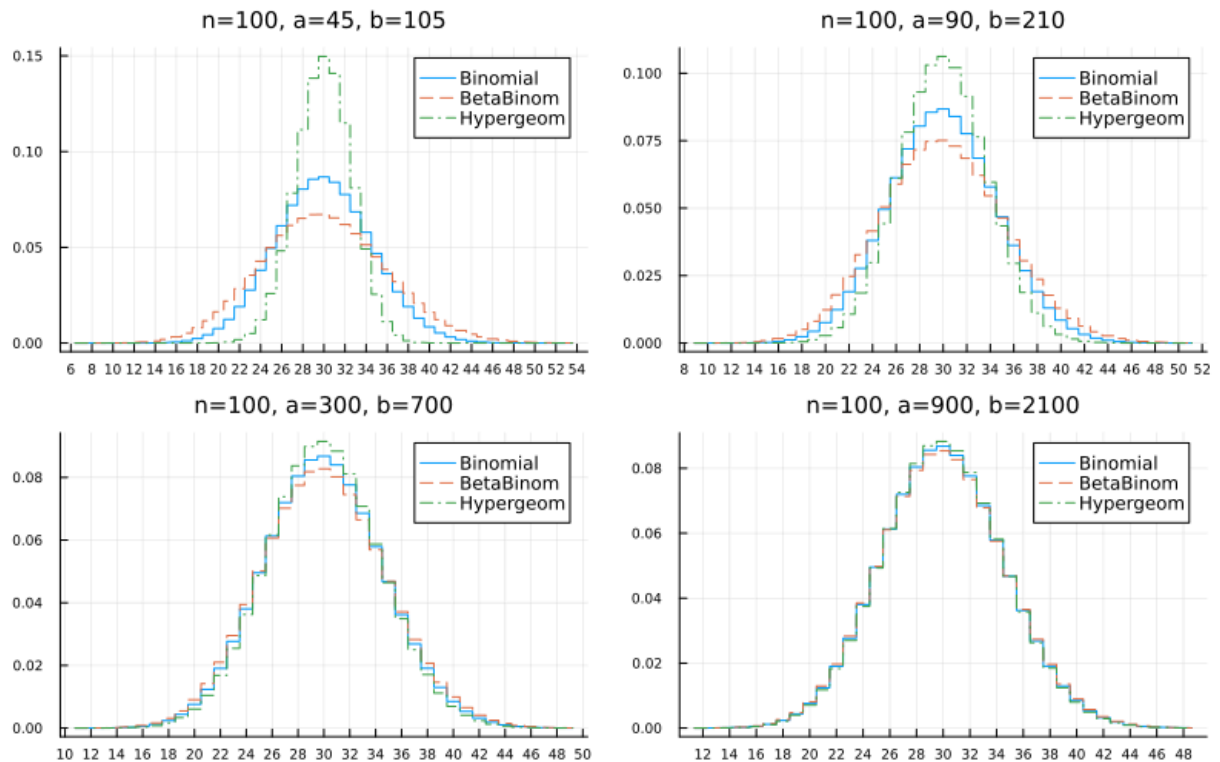 n=100, a=45, b=105
0.15
0.10
0.05
0.00
Binomial
BetaBinom
Hypergeom
6 8 10 12 14 16 18 20 22 24 26 28 30 32 34 36 38 40 42 44 46 48 50 52 54
n=100, a=90, b=210
0.100
0.075
0.050
0.025
0.000
Binomial
BetaBinom
Hypergeom
8 10 12 14 16 18 20 22 24 26 28 30 32 34 36 38 40 42 44 46 48 50 52
n=100, a=300, b=700
0.08
0.06
0.04
0.02
0.00
Binomial
BetaBinom
Hypergeom
10 12 14 16 18 20 22 24 26 28 30 32 34 36 38 40 42 44 46 48
n=100, a=900, b=2100
0.08
0.06
0.04
0.02
0.00
Binomial
BetaBinom
Hypergeom
12 14 16 18 20 22 24 26 28 30 32 34 36 38 40 42 44 46 48